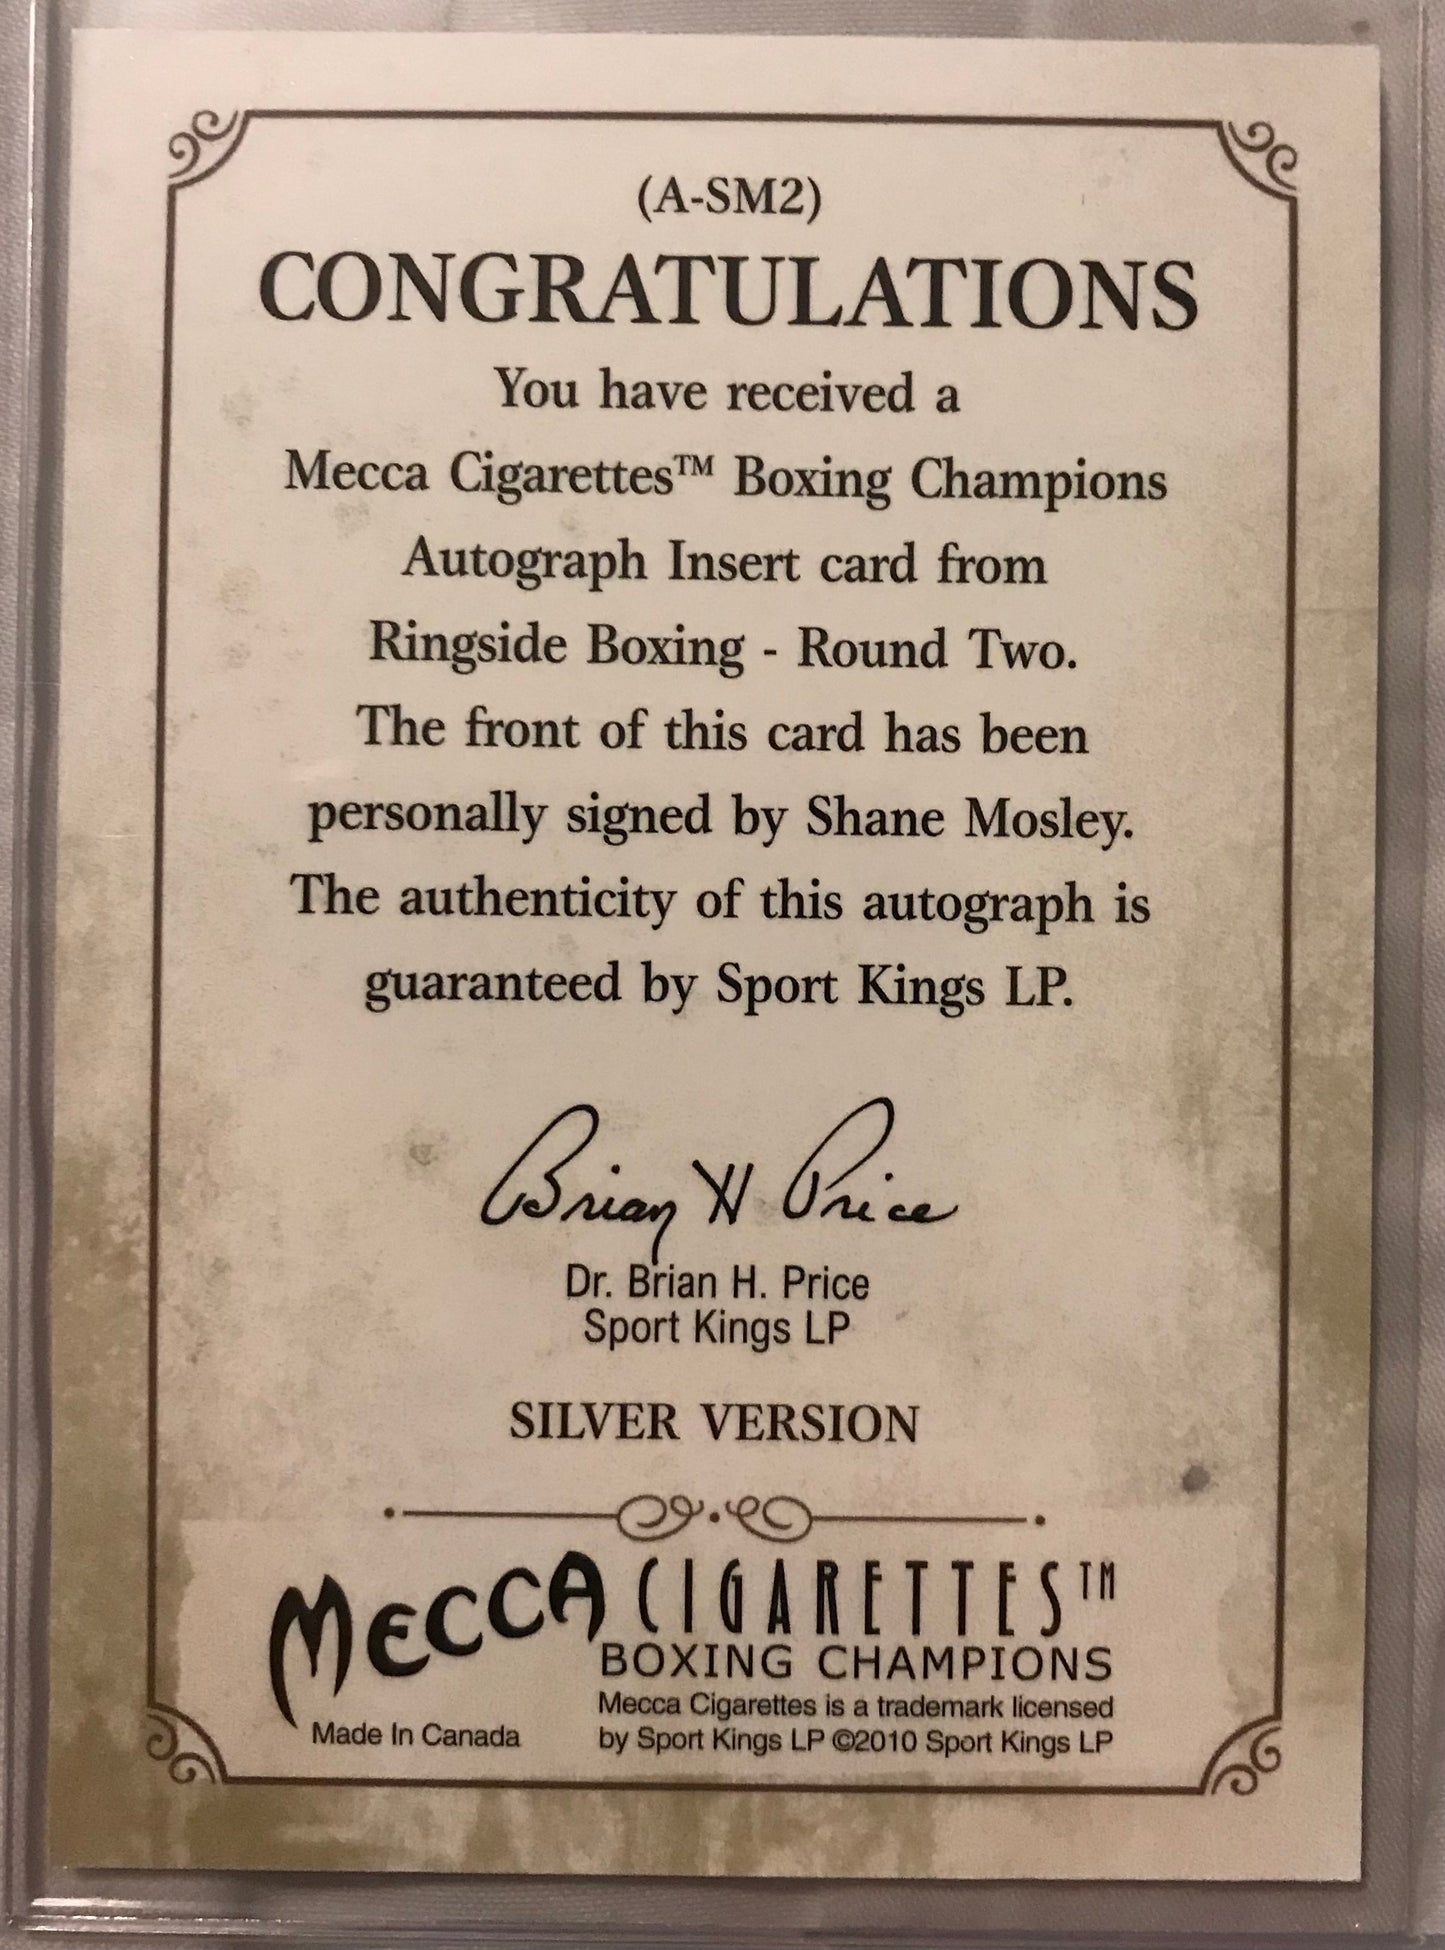 (A-SM2)
CONGRATULATIONS
You have received a
Mecca Cigarettes™ Boxing Champions
Autograph Insert card from
Ringside Boxing - Round Two.
The front of this card has been
personally signed by Shane Mosley.
The authenticity of this autograph is
guaranteed by Sport Kings LP.
Brian H Price
Dr. Brian H. Price
Sport Kings LP
SILVER VERSION
MECCA CIGARETTES™
BOXING CHAMPIONS
Mecca Cigarettes is a trademark licensed
Made In Canada by Sport Kings LP ©2010 Sport Kings LP